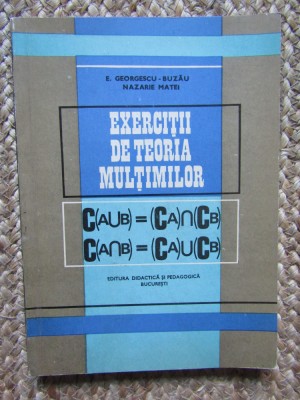 E. GEORGESCU-BUZĂU
NAZARIE MATEI
EXERCIȚII
DE TEORIA
MULȚIMILOR
C(A∪B) = (CA)∩(CB)
C(A∩B) = (CA)∪(CB)
EDITURA DIDACTICĂ ȘI PEDAGOGICĂ
BUCUREȘTI